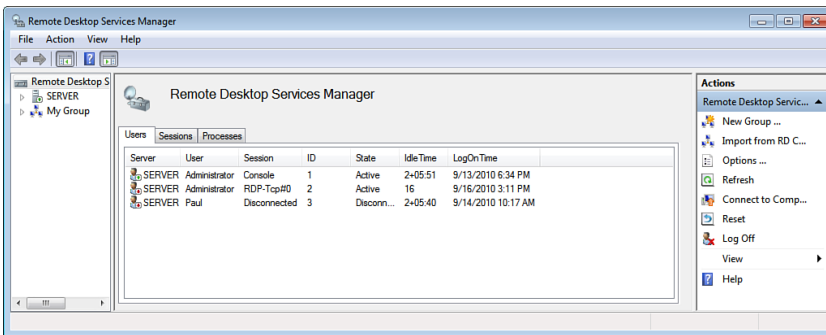 Remote Desktop Services Manager
File Action View Help
Remote Desktop S
SERVER
My Group
Remote Desktop Services Manager
Users Sessions Processes
Server User Session ID State Idle Time LogOn Time
SERVER Administrator Console 1 Active 2+05:51 9/13/2010 6:34 PM
SERVER Administrator RDP-Tcp#0 2 Active 16 9/16/2010 3:11 PM
SERVER Paul Disconnected 3 Disconn... 2+05:40 9/14/2010 10:17 AM
Actions
Remote Desktop Servic...
New Group ...
Import from RD C...
Options ...
Refresh
Connect to Comp...
Reset
Log Off
View
Help